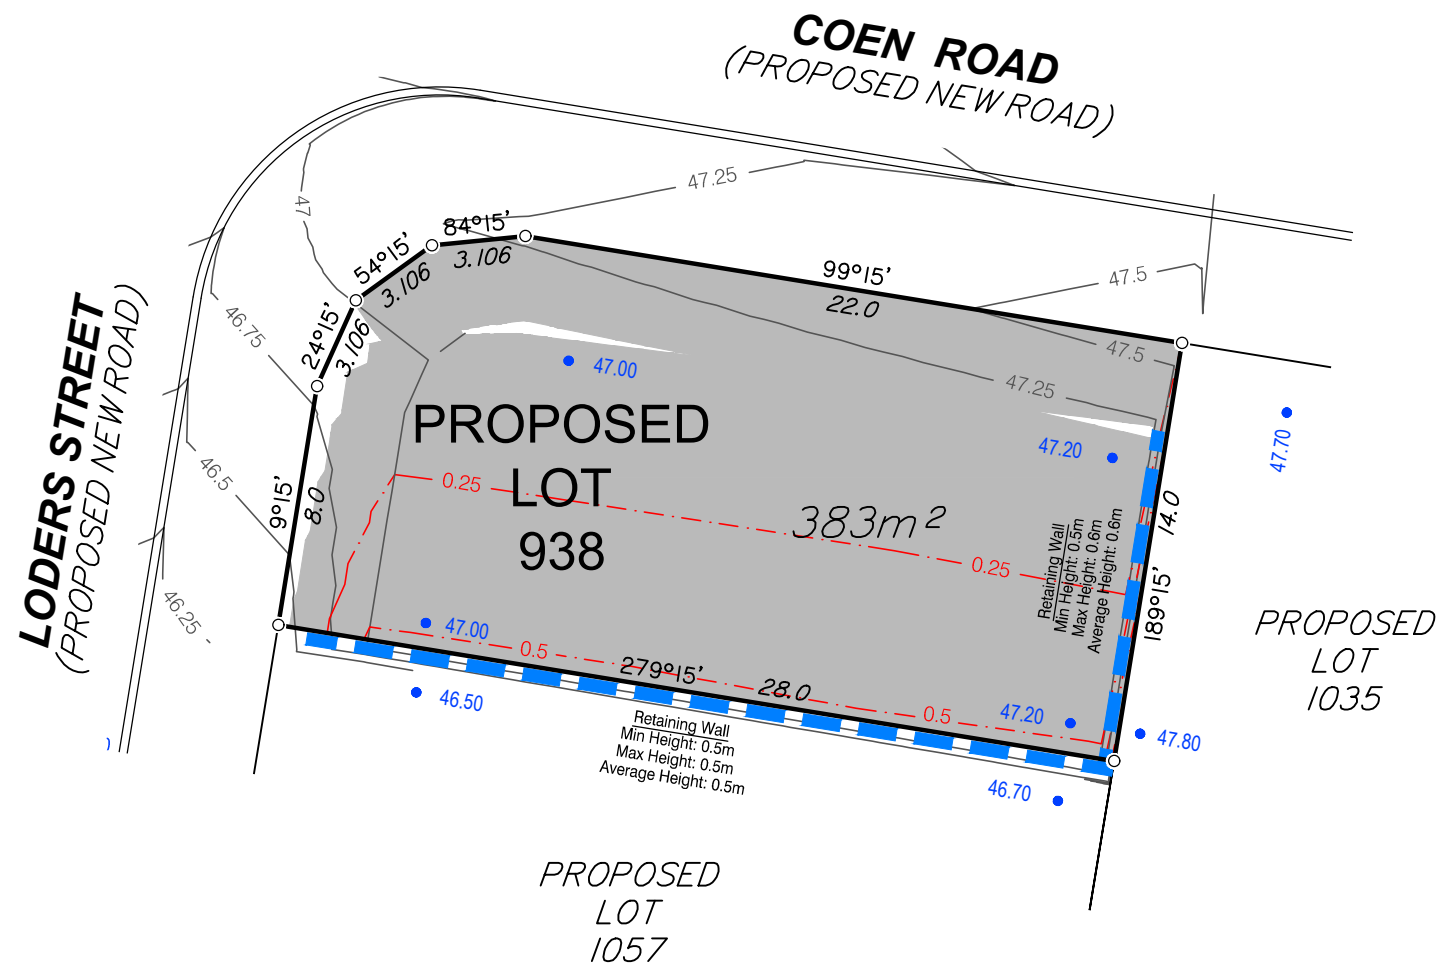 COEN ROAD
(PROPOSED NEW ROAD)
47.25
47
84°15'
3.106
54°15'
3.106
99°15'
22.0
47.5
47.5
47.25
24°15'
3.106
46.75
47.00
LODERS STREET
(PROPOSED NEW ROAD)
PROPOSED
LOT
938
47.20
47.70
46.5
0.25
383m²
0.25
9°15'
8.0
14.0
189°15'
Retaining Wall
Min Height: 0.5m
Max Height: 0.6m
Average Height: 0.6m
46.25
47.00
0.5
279°15'
28.0
0.5
47.20
47.80
PROPOSED
LOT
1035
46.50
Retaining Wall
Min Height: 0.5m
Max Height: 0.5m
Average Height: 0.5m
46.70
PROPOSED
LOT
1057